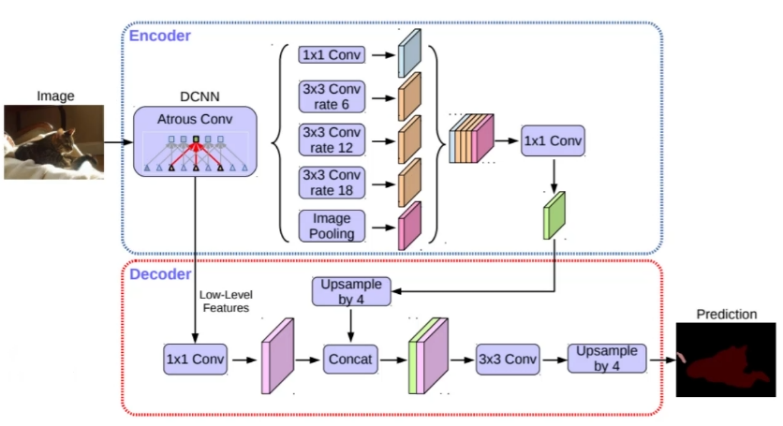 Encoder
Image
DCNN
Atrous Conv
1x1 Conv
3x3 Conv
rate 6
3x3 Conv
rate 12
3x3 Conv
rate 18
Image
Pooling
1x1 Conv
Decoder
Low-Level
Features
Upsample
by 4
1x1 Conv
Concat
3x3 Conv
Upsample
by 4
Prediction